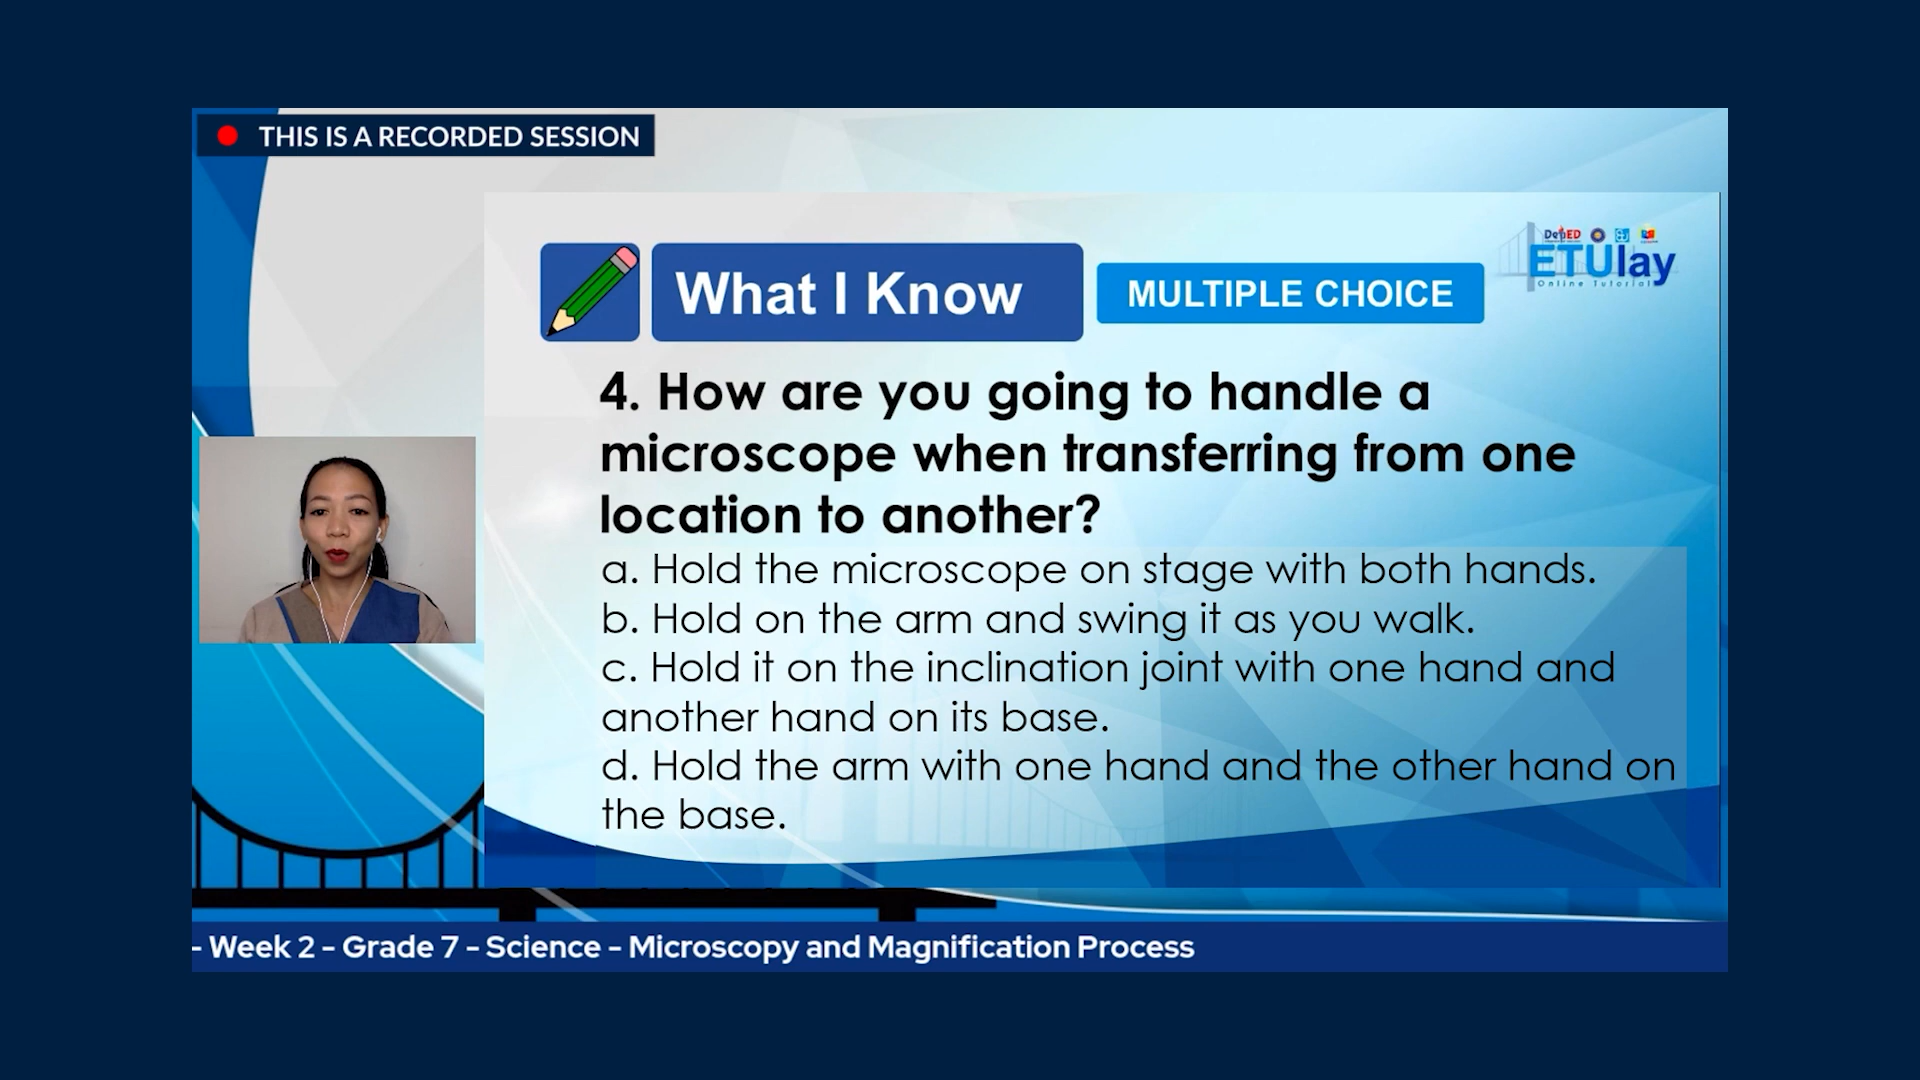 THIS IS A RECORDED SESSION
What I Know
MULTIPLE CHOICE
DepED
ETUlay
Online Tutorial
4. How are you going to handle a
microscope when transferring from one
location to another?
a. Hold the microscope on stage with both hands.
b. Hold on the arm and swing it as you walk.
c. Hold it on the inclination joint with one hand and
another hand on its base.
d. Hold the arm with one hand and the other hand on
the base.
- Week 2 - Grade 7 - Science - Microscopy and Magnification Process